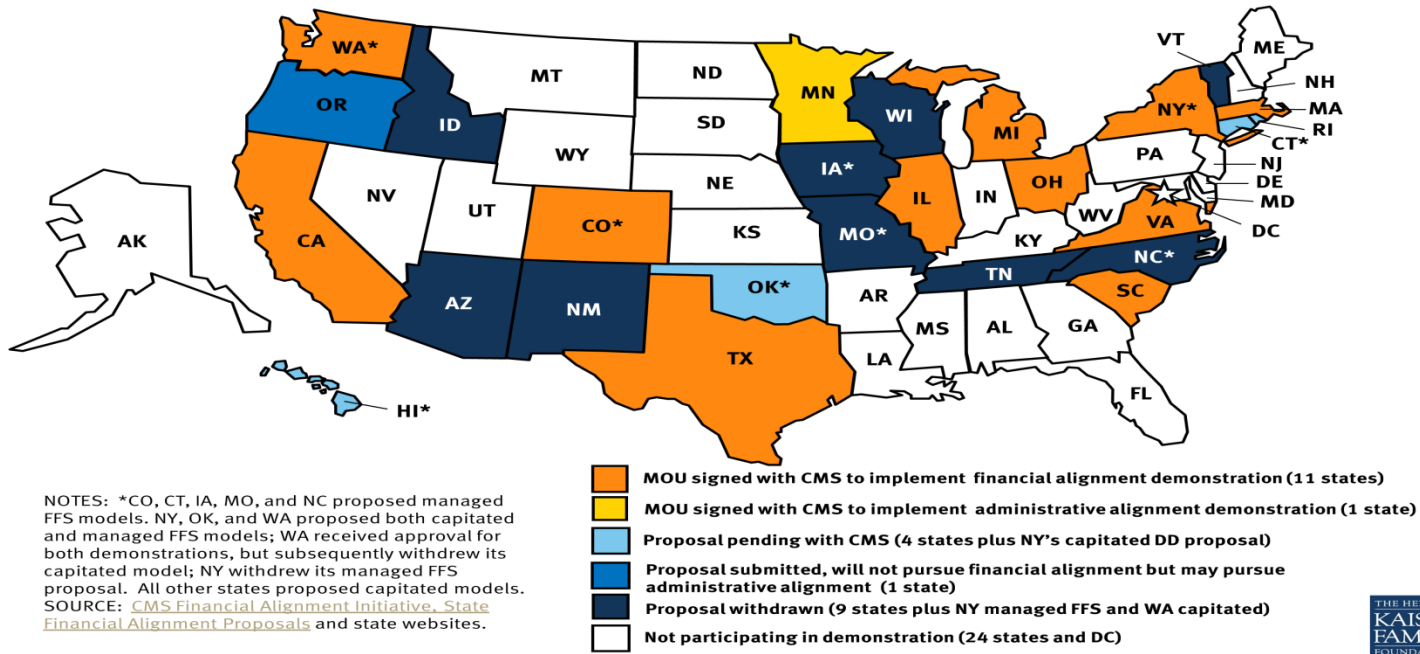 WA*
MT
ND
MN
VT
ME
NH
OR
ID
SD
WI
MI
NY*
MA
RI
CT*
WY
IA*
PA
NJ
NV
NE
IL
IN
OH
DE
MD
UT
CO*
KS
MO*
WV
VA
DC
AK
CA
KY
AZ
NM
OK*
TN
NC*
AR
SC
TX
MS
AL
GA
LA
FL
HI*
NOTES: *CO, CT, IA, MO, and NC proposed managed
FFS models. NY, OK, and WA proposed both capitated
and managed FFS models; WA received approval for
both demonstrations, but subsequently withdrew its
capitated model; NY withdrew its managed FFS
proposal. All other states proposed capitated models.
SOURCE: CMS Financial Alignment Initiative, State
Financial Alignment Proposals and state websites.
MOU signed with CMS to implement financial alignment demonstration (11 states)
MOU signed with CMS to implement administrative alignment demonstration (1 state)
Proposal pending with CMS (4 states plus NY's capitated DD proposal)
Proposal submitted, will not pursue financial alignment but may pursue
administrative alignment (1 state)
Proposal withdrawn (9 states plus NY managed FFS and WA capitated)
Not participating in demonstration (24 states and DC)
THE HE
KAIS
FAM